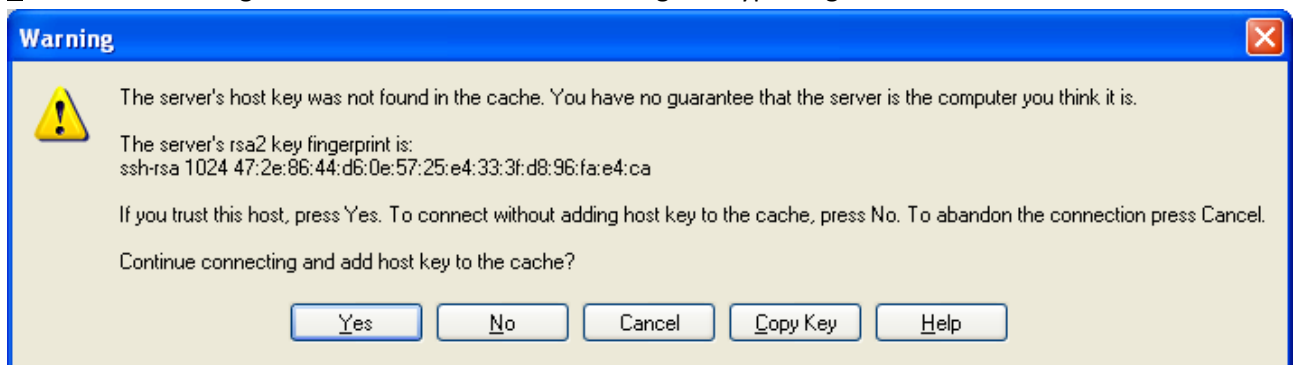 Warning
The server's host key was not found in the cache. You have no guarantee that the server is the computer you think it is.
The server's rsa2 key fingerprint is:
ssh-rsa 1024 47:2e:86:44:d6:0e:57:25:e4:33:3f:d8:96:fa:e4:ca
If you trust this host, press Yes. To connect without adding host key to the cache, press No. To abandon the connection press Cancel.
Continue connecting and add host key to the cache?
Yes No Cancel Copy Key Help